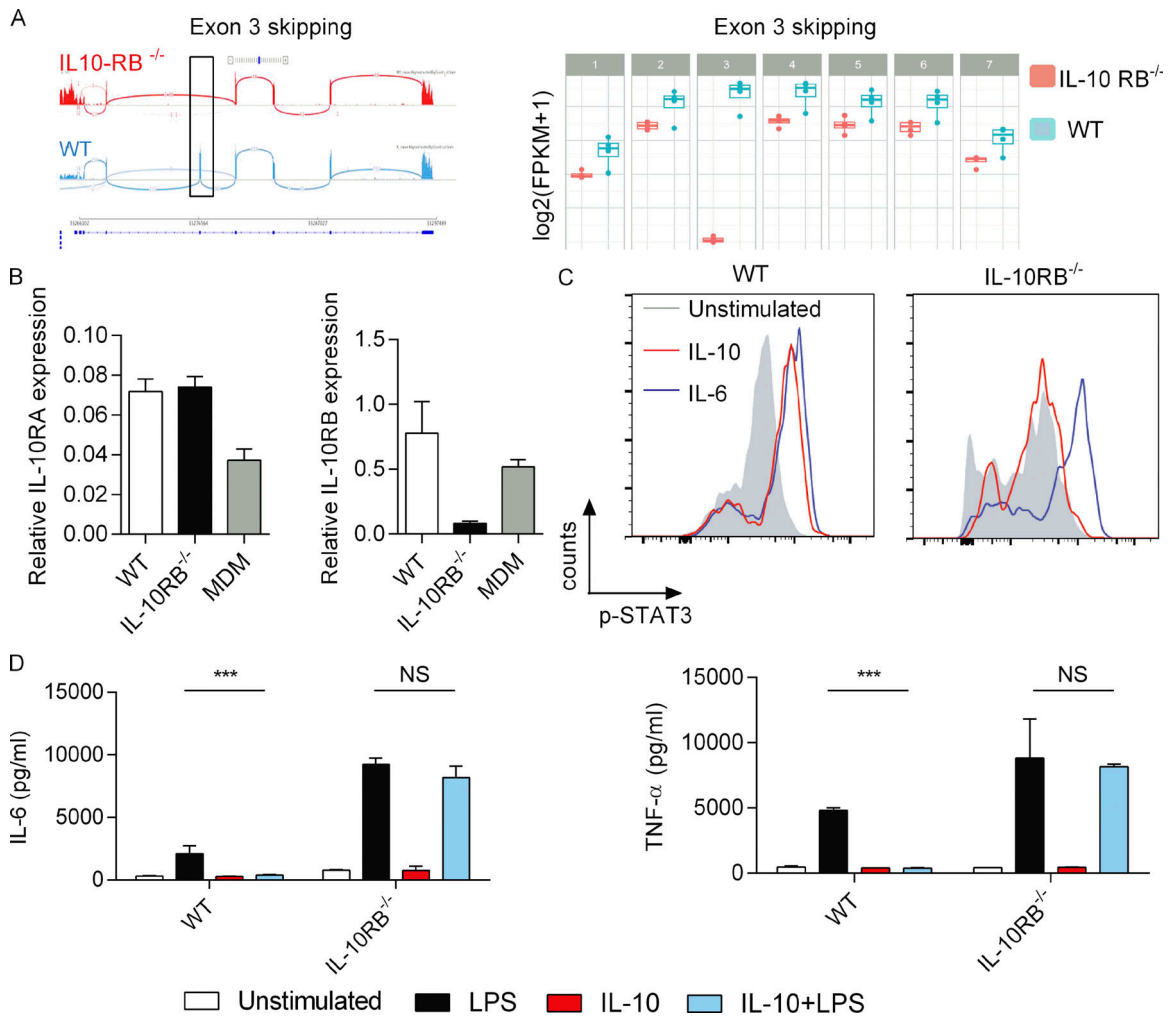 A
Exon 3 skipping
Exon 3 skipping
IL10-RB -/-
WT
1 2 3 4 5 6 7
log2(FPKM+1)
IL-10 RB-/-
WT
B
Relative IL-10RA expression
0.10
0.08
0.06
0.04
0.02
0.00
WT
IL-10RB-/-
MDM
Relative IL-10RB expression
1.5
1.0
0.5
0.0
WT
IL-10RB-/-
MDM
C
WT
IL-10RB-/-
Unstimulated
IL-10
IL-6
counts
p-STAT3
D
IL-6 (pg/ml)
15000
10000
5000
0
***
NS
WT
IL-10RB-/-
TNF-α (pg/ml)
15000
10000
5000
0
***
NS
WT
IL-10RB-/-
Unstimulated LPS IL-10 IL-10+LPS